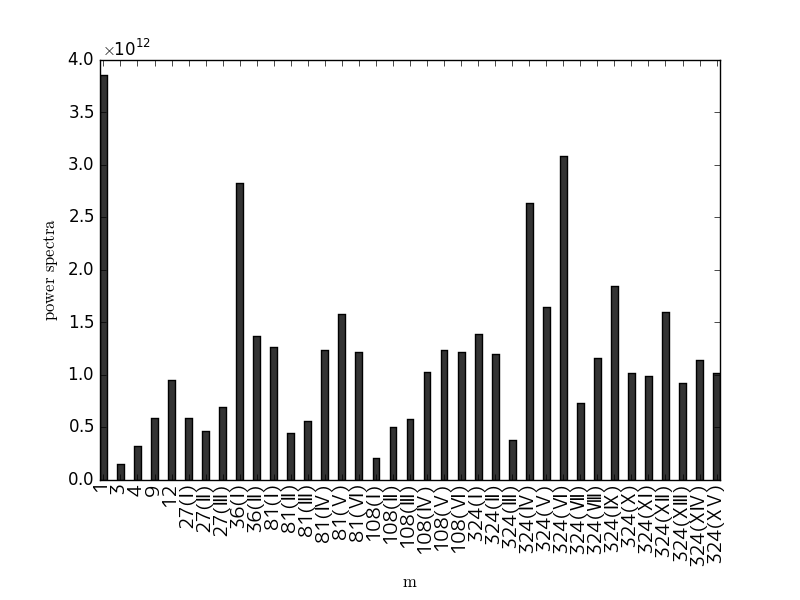 ×10^12
4.0
3.5
3.0
2.5
2.0
1.5
1.0
0.5
0.0
power spectra
1
3
4
9
12
27(I)
27(II)
27(III)
36(I)
36(II)
81(I)
81(II)
81(III)
81(IV)
81(V)
81(VI)
108(I)
108(II)
108(III)
108(IV)
108(V)
108(VI)
324(I)
324(II)
324(III)
324(IV)
324(V)
324(VI)
324(VII)
324(VIII)
324(IX)
324(X)
324(XI)
324(XII)
324(XIII)
324(XIV)
324(XV)
m